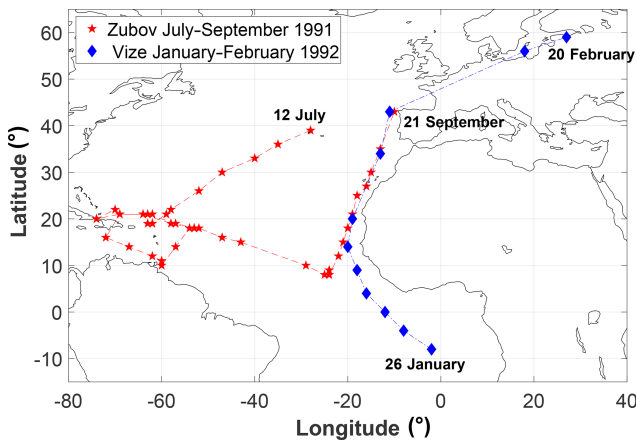 Zubov July-September 1991
Vize January-February 1992
12 July
20 February
21 September
26 January
60
50
40
30
20
10
0
-10
-80
-60
-40
-20
0
20
40
Latitude (°)
Longitude (°)